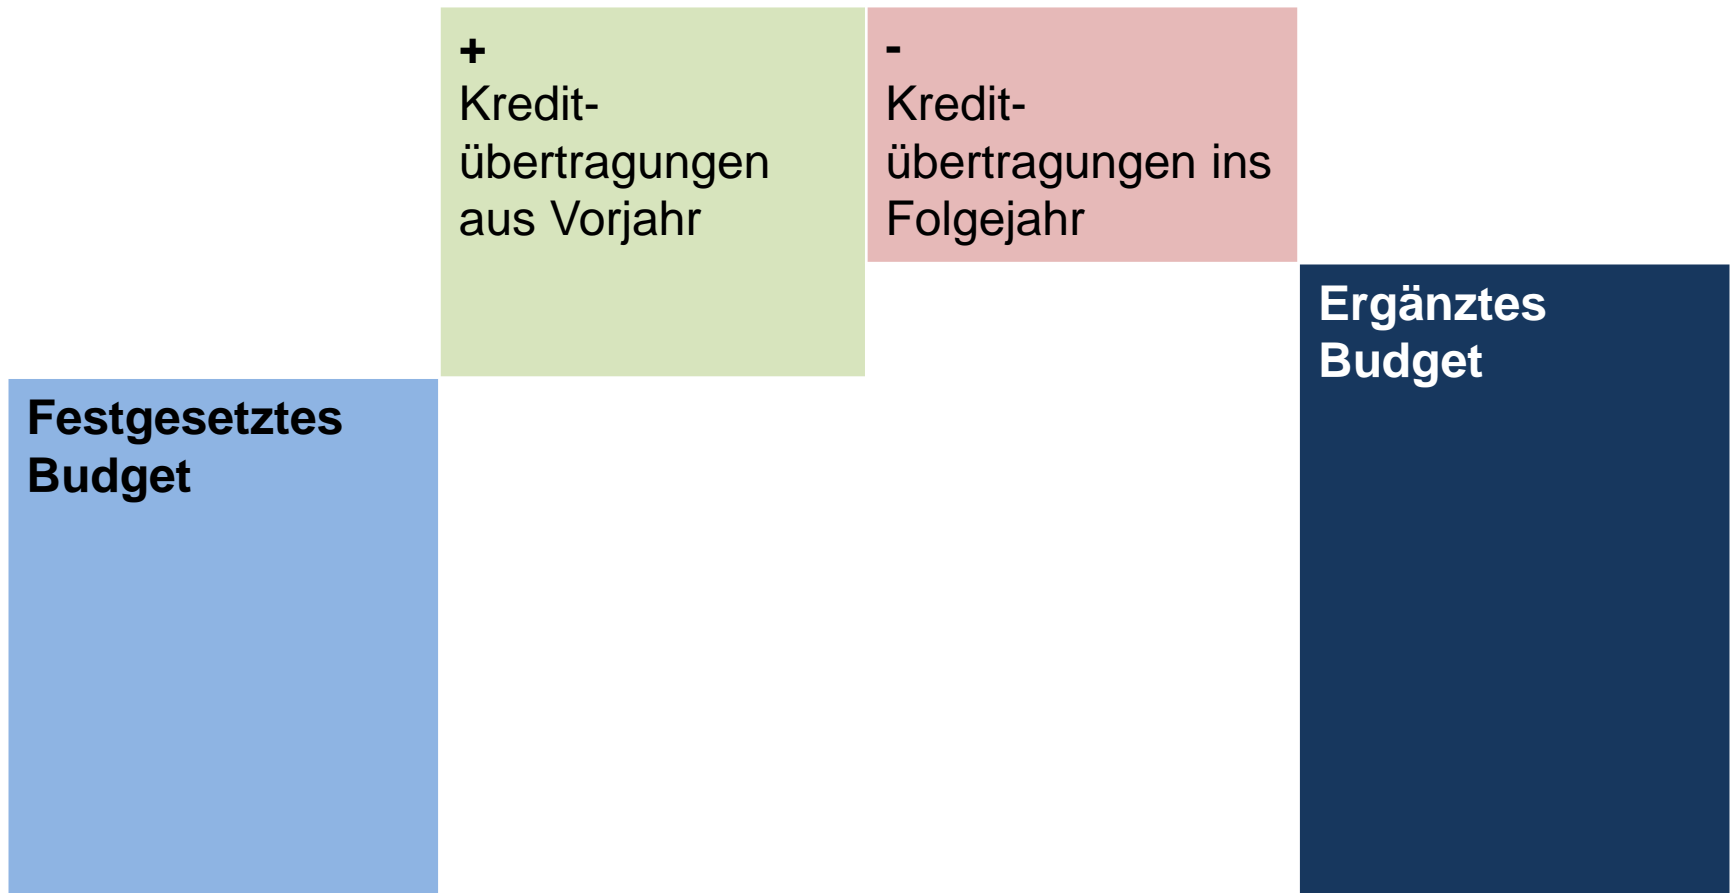 +
Kredit-
übertragungen
aus Vorjahr
-
Kredit-
übertragungen ins
Folgejahr
Ergänztes
Budget
Festgesetztes
Budget